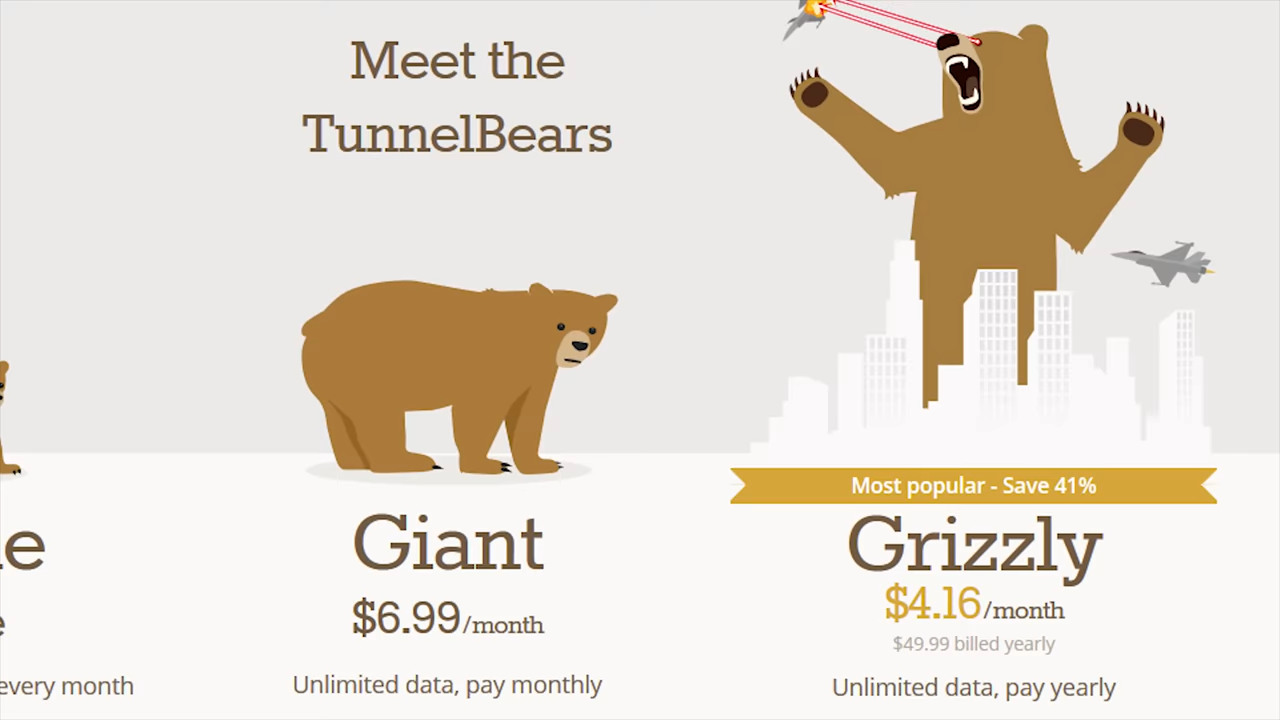 Meet the
TunnelBears
Most popular - Save 41%
Giant
Grizzly
$6.99/month
$4.16/month
$49.99 billed yearly
every month
Unlimited data, pay monthly
Unlimited data, pay yearly